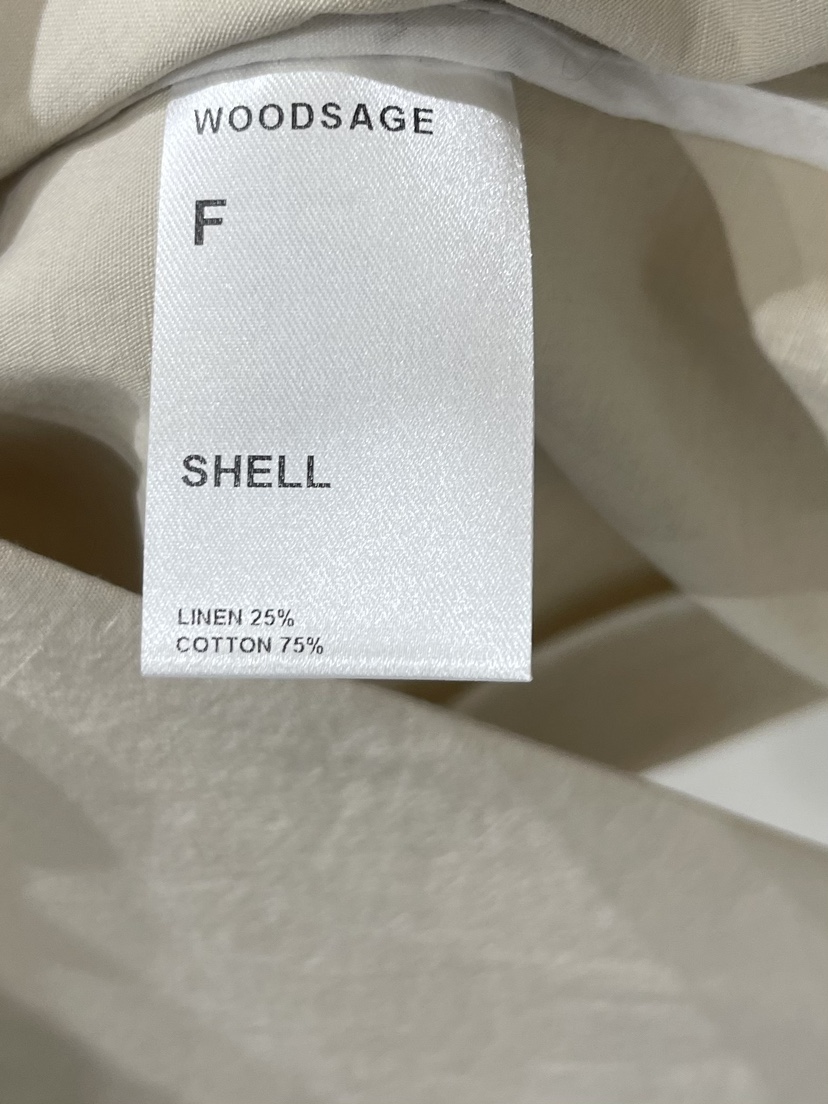 WOODSAGE
F
SHELL
LINEN 25%
COTTON 75%